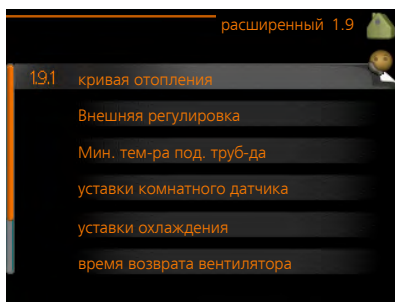 расширенный 1.9
1.9.1 кривая отопления
Внешняя регулировка
Мин. тем-ра под. труб-да
уставки комнатного датчика
уставки охлаждения
время возврата вентилятора